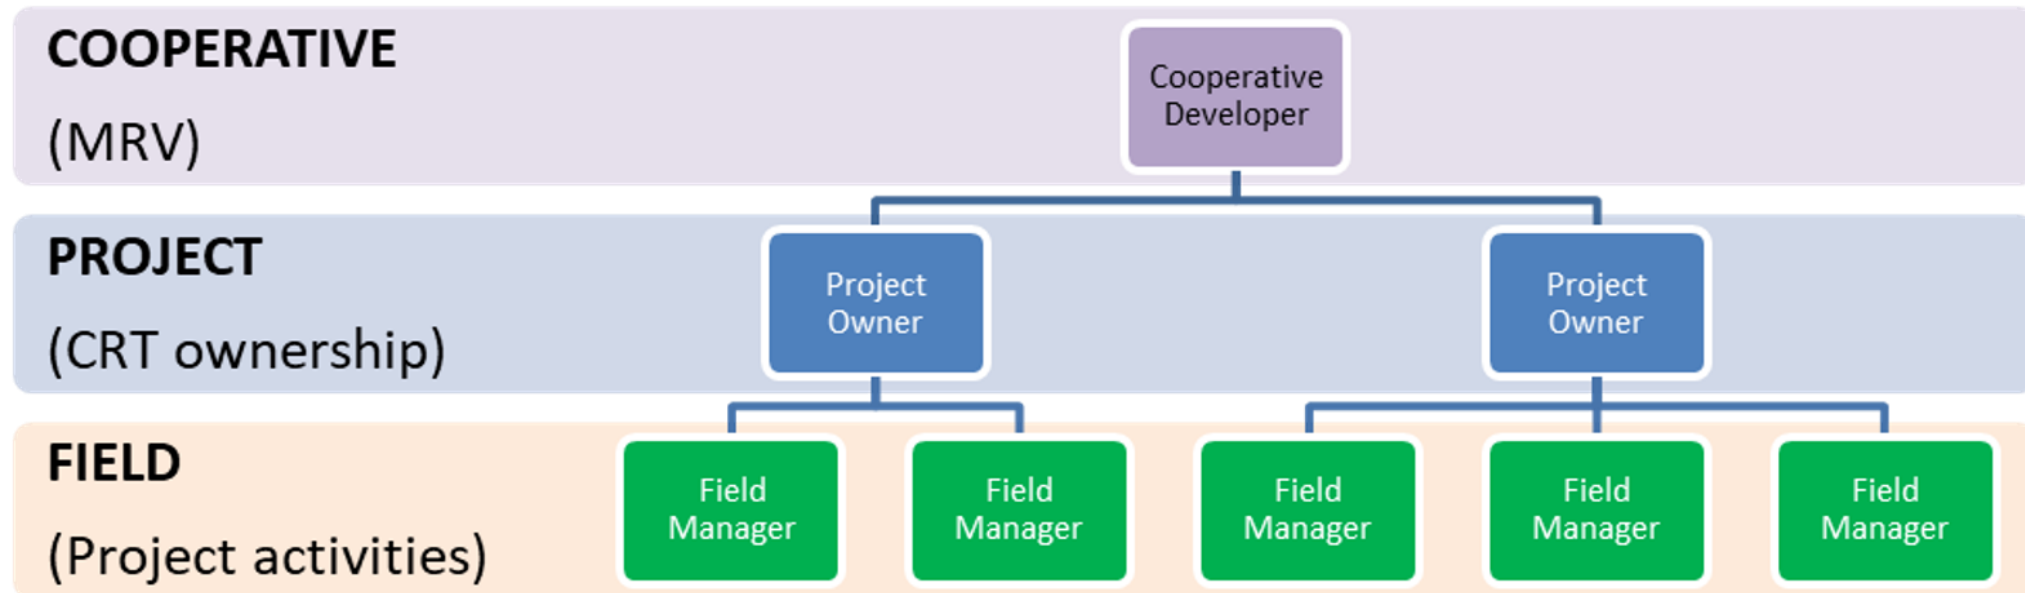 COOPERATIVE
(MRV)
Cooperative
Developer
PROJECT
(CRT ownership)
Project
Owner
Project
Owner
FIELD
(Project activities)
Field
Manager
Field
Manager
Field
Manager
Field
Manager
Field
Manager